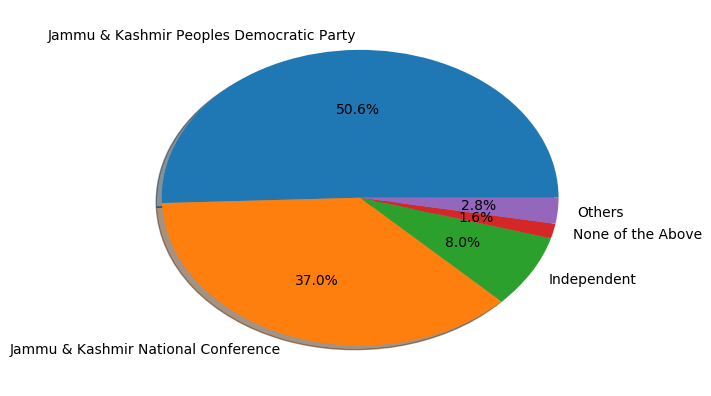 Jammu & Kashmir Peoples Democratic Party
50.6%
2.8%
Others
1.6%
None of the Above
8.0%
Independent
37.0%
Jammu & Kashmir National Conference